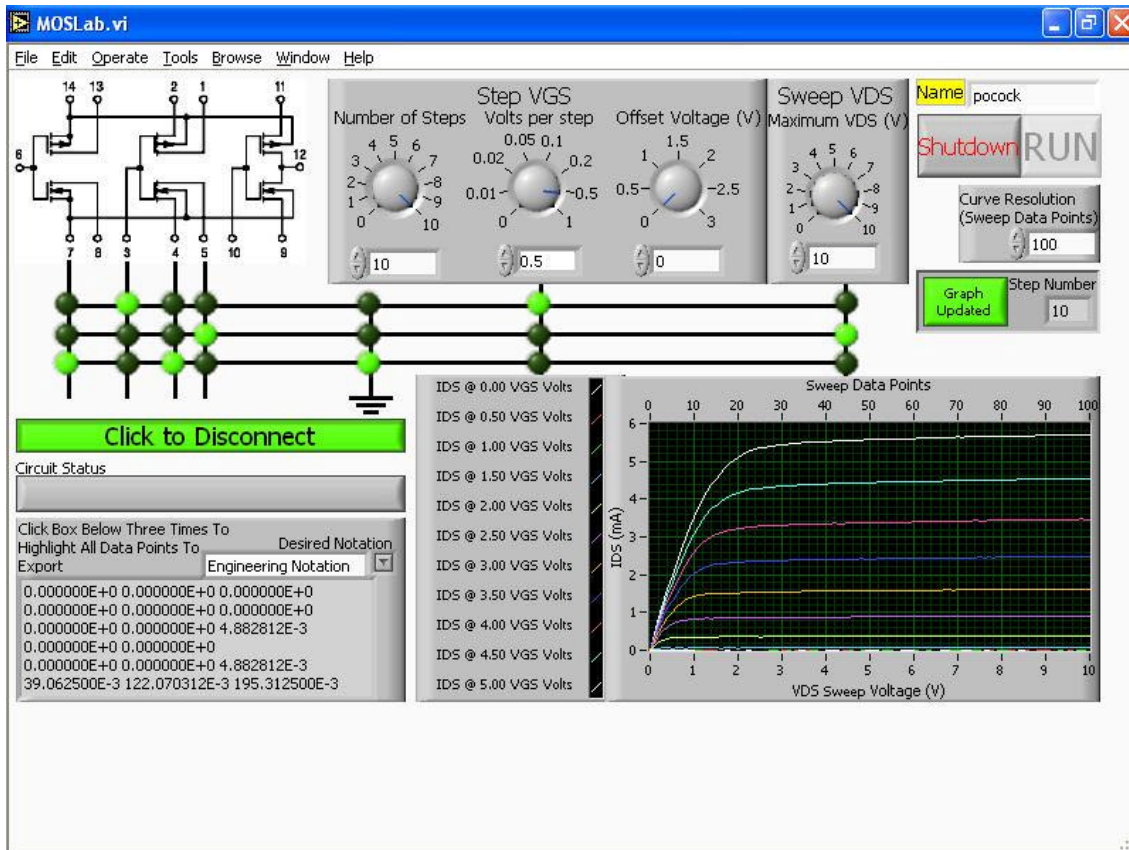 MOSLab.vi
File Edit Operate Tools Browse Window Help
14 13 2 1 11
6 12
7 8 3 4 5 10 9
Step VGS
Number of Steps
0 1 2 3 4 5 6 7 8 9 10
10
Volts per step
0 0.01 0.02 0.05 0.1 0.2 0.5 1
0.5
Offset Voltage (V)
0 0.5 1 1.5 2 2.5 3
0
Sweep VDS
Maximum VDS (V)
0 1 2 3 4 5 6 7 8 9 10
10
Name pocock
Shutdown RUN
Curve Resolution
(Sweep Data Points)
100
Graph
Updated
Step Number
10
Click to Disconnect
Circuit Status
Click Box Below Three Times To
Highlight All Data Points To
Export
Desired Notation
Engineering Notation
0.000000E+0 0.000000E+0 0.000000E+0
0.000000E+0 0.000000E+0 0.000000E+0
0.000000E+0 0.000000E+0 4.882812E-3
0.000000E+0 0.000000E+0
0.000000E+0 0.000000E+0 4.882812E-3
39.062500E-3 122.070312E-3 195.312500E-3
IDS @ 0.00 VGS Volts
IDS @ 0.50 VGS Volts
IDS @ 1.00 VGS Volts
IDS @ 1.50 VGS Volts
IDS @ 2.00 VGS Volts
IDS @ 2.50 VGS Volts
IDS @ 3.00 VGS Volts
IDS @ 3.50 VGS Volts
IDS @ 4.00 VGS Volts
IDS @ 4.50 VGS Volts
IDS @ 5.00 VGS Volts
Sweep Data Points
0 10 20 30 40 50 60 70 80 90 100
6
5
4
3
2
1
0
IDS (mA)
0 1 2 3 4 5 6 7 8 9 10
VDS Sweep Voltage (V)